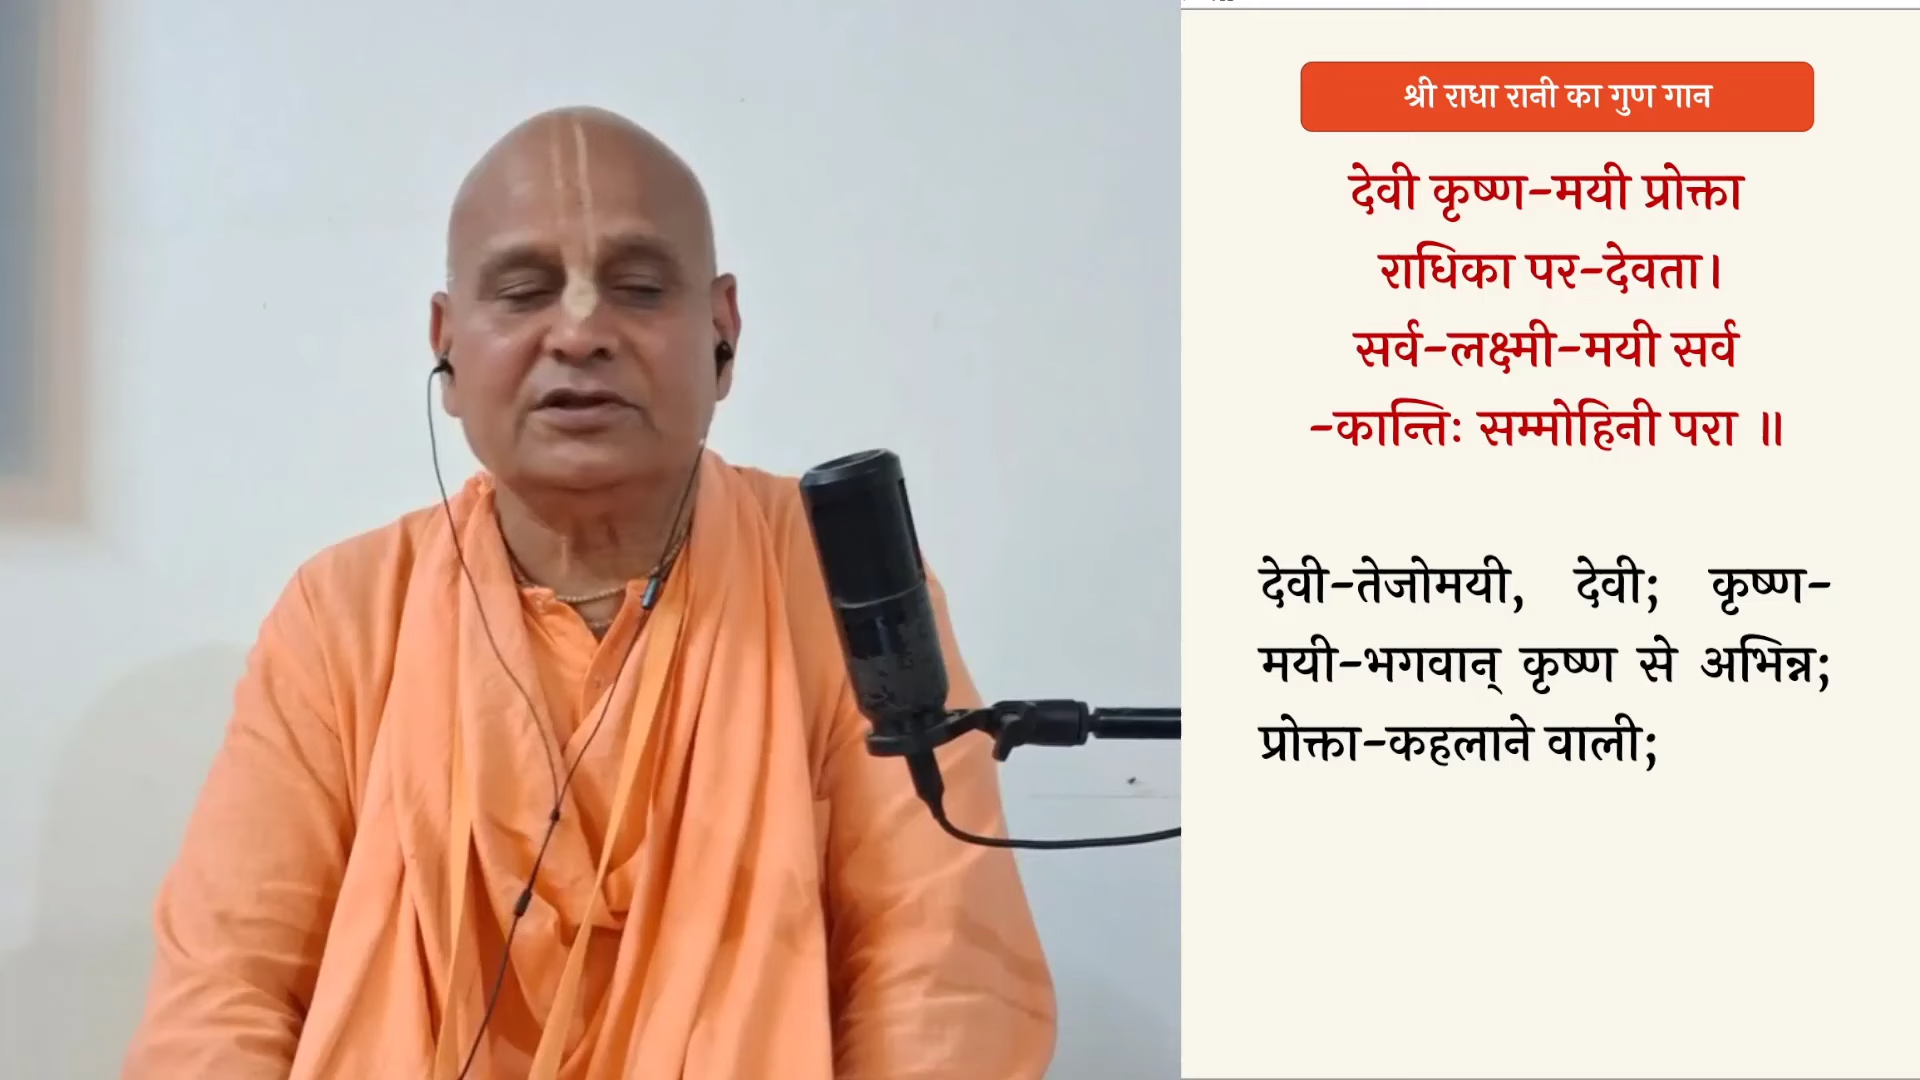 श्री राधा रानी का गुण गान
देवी कृष्ण-मयी प्रोक्ता
राधिका पर-देवता।
सर्व-लक्ष्मी-मयी सर्व
-कान्तिः सम्मोहिनी परा ॥
देवी-तेजोमयी, देवी; कृष्ण-
मयी-भगवान् कृष्ण से अभिन्न;
प्रोक्ता-कहलाने वाली;